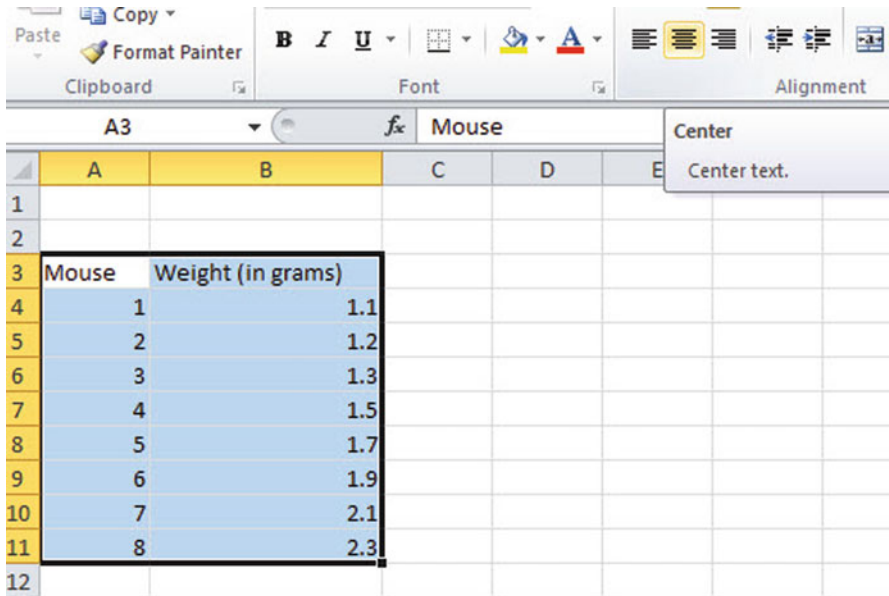 Copy
Paste
Format Painter
B I U A
Clipboard Font Alignment
A3 fx Mouse
Center
Center text.
A B C D E
1
2
3 Mouse Weight (in grams)
4 1 1.1
5 2 1.2
6 3 1.3
7 4 1.5
8 5 1.7
9 6 1.9
10 7 2.1
11 8 2.3
12